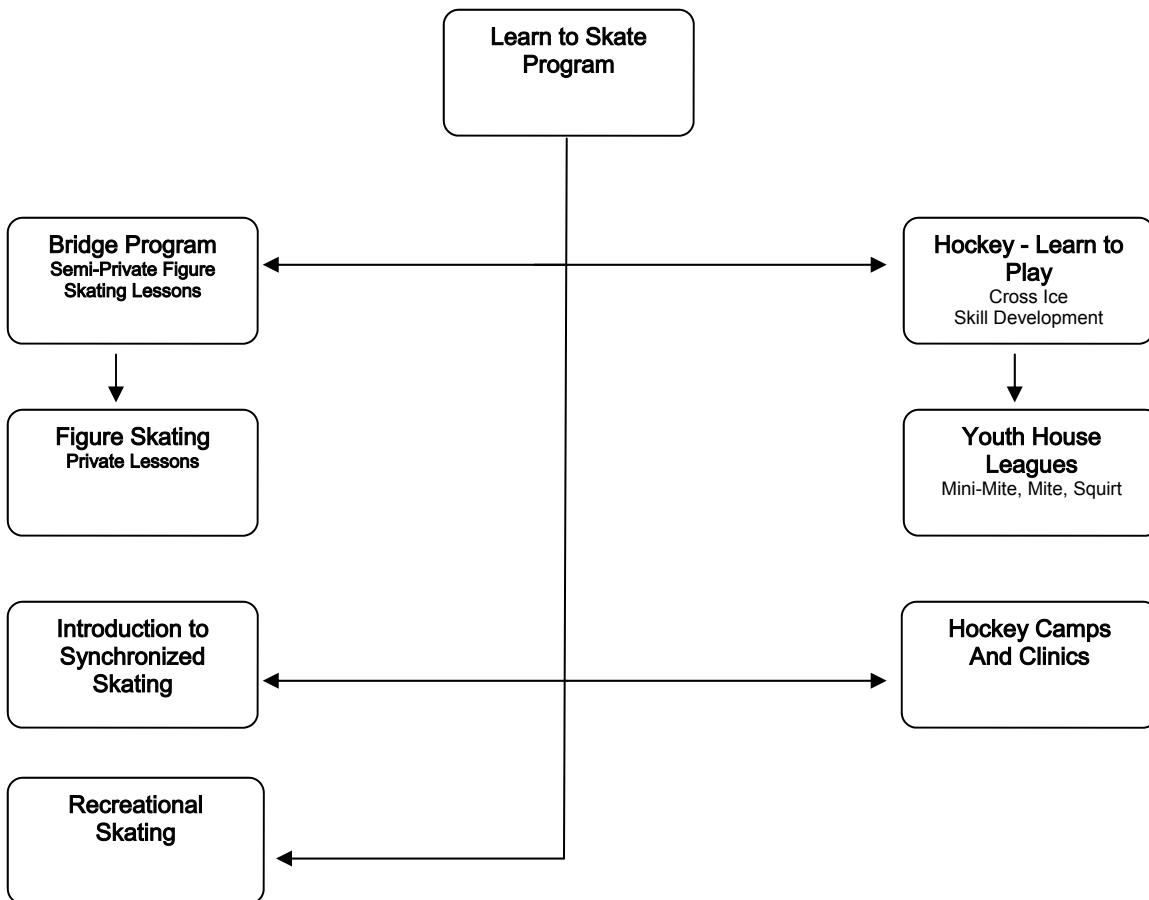 Learn to Skate
Program
Bridge Program
Semi-Private Figure
Skating Lessons
Hockey - Learn to
Play
Cross Ice
Skill Development
Figure Skating
Private Lessons
Youth House
Leagues
Mini-Mite, Mite, Squirt
Introduction to
Synchronized
Skating
Hockey Camps
And Clinics
Recreational
Skating